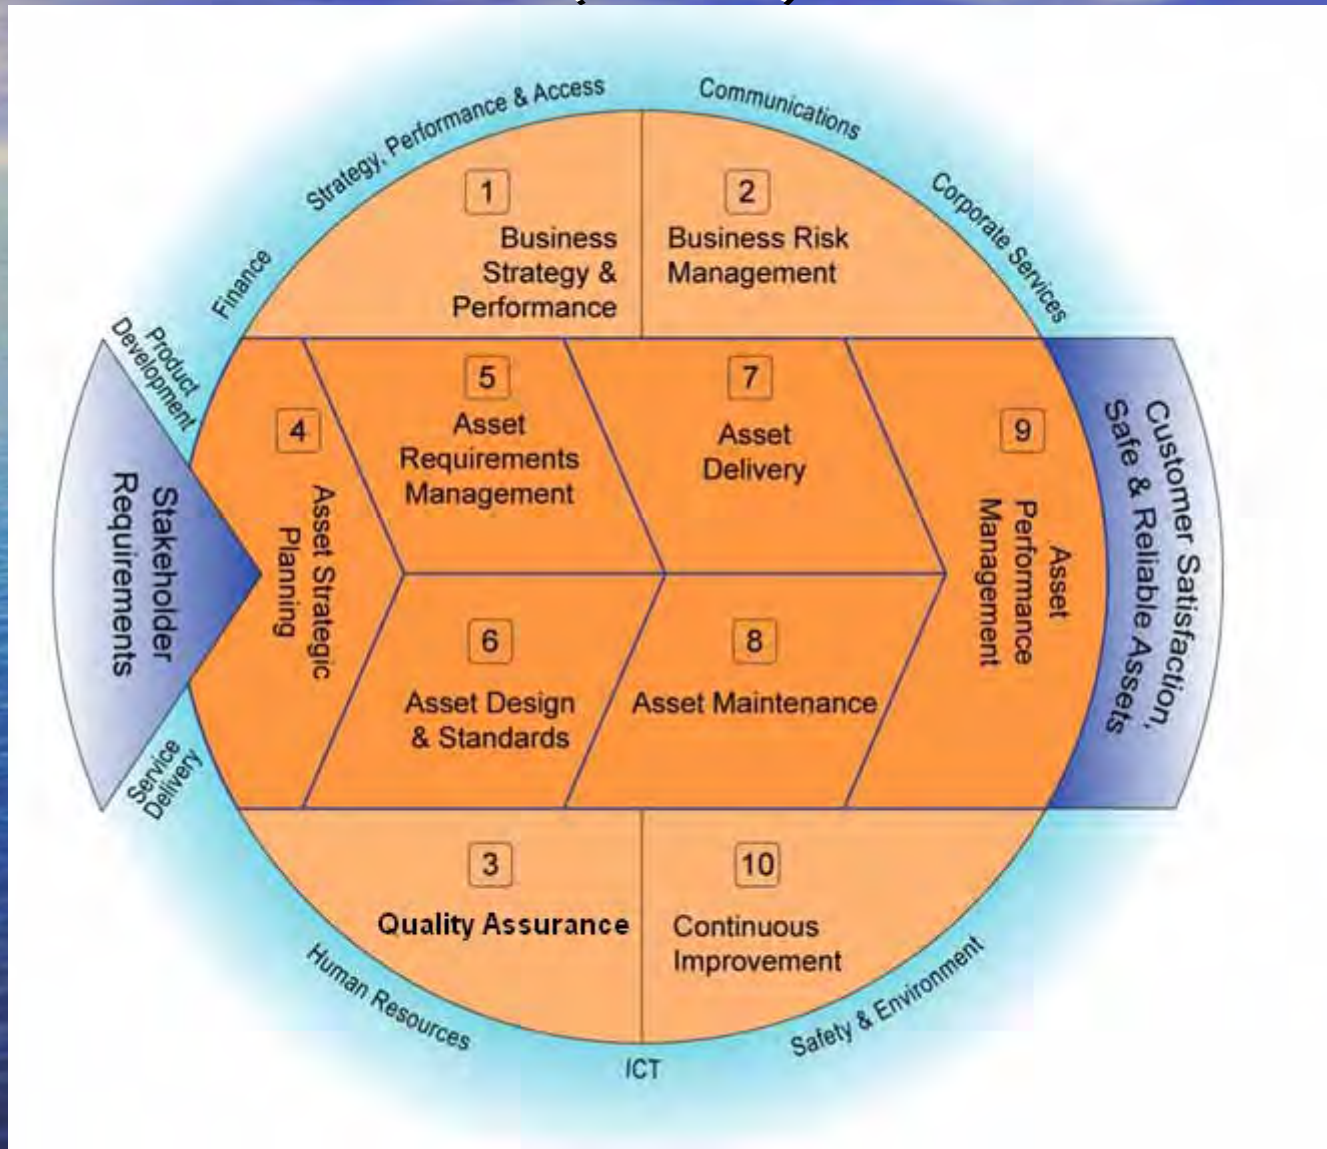 Strategy, Performance & Access
Communications
Corporate Services
Finance
Product
Development
1
Business
Strategy &
Performance
2
Business Risk
Management
Stakeholder
Requirements
4
Asset Strategic
Planning
5
Asset
Requirements
Management
7
Asset
Delivery
9
Asset
Performance
Management
Customer Satisfaction,
Safe & Reliable Assets
6
Asset Design
& Standards
8
Asset Maintenance
Service
Delivery
3
Quality Assurance
10
Continuous
Improvement
Human Resources
ICT
Safety & Environment